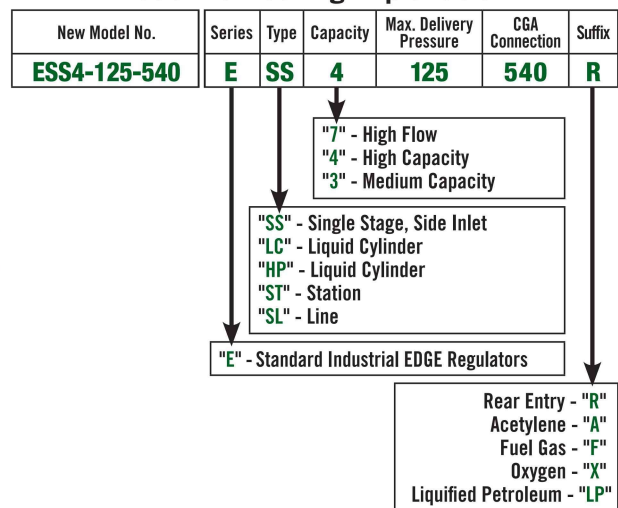 New Model No. Series Type Capacity Max. Delivery Pressure CGA Connection Suffix
ESS4-125-540 E SS 4 125 540 R
"7" - High Flow
"4" - High Capacity
"3" - Medium Capacity
"SS" - Single Stage, Side Inlet
"LC" - Liquid Cylinder
"HP" - Liquid Cylinder
"ST" - Station
"SL" - Line
"E" - Standard Industrial EDGE Regulators
Rear Entry - "R"
Acetylene - "A"
Fuel Gas - "F"
Oxygen - "X"
Liquified Petroleum - "LP"